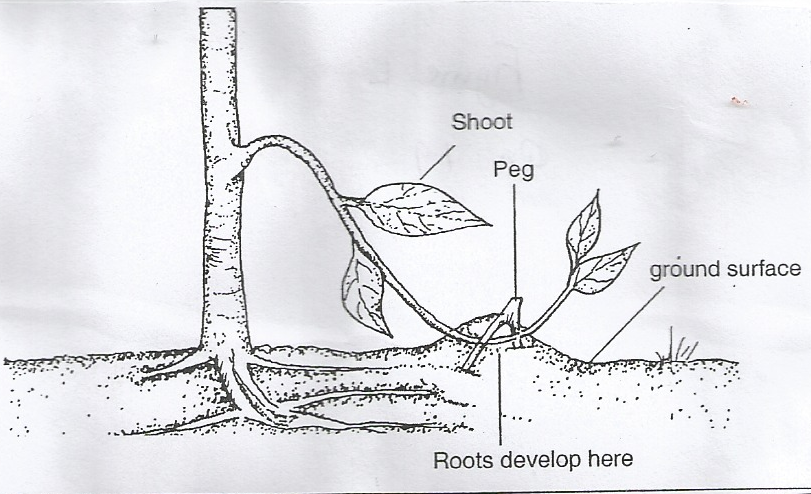 Shoot
Peg
ground surface
Roots develop here